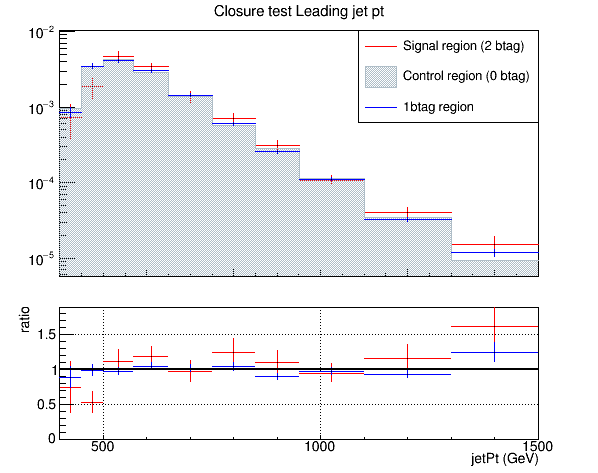 Closure test Leading jet pt
10⁻²
Signal region (2 btag)
Control region (0 btag)
1btag region
10⁻³
10⁻⁴
10⁻⁵
ratio
1.5
1
0.5
0
500 1000 1500
jetPt (GeV)